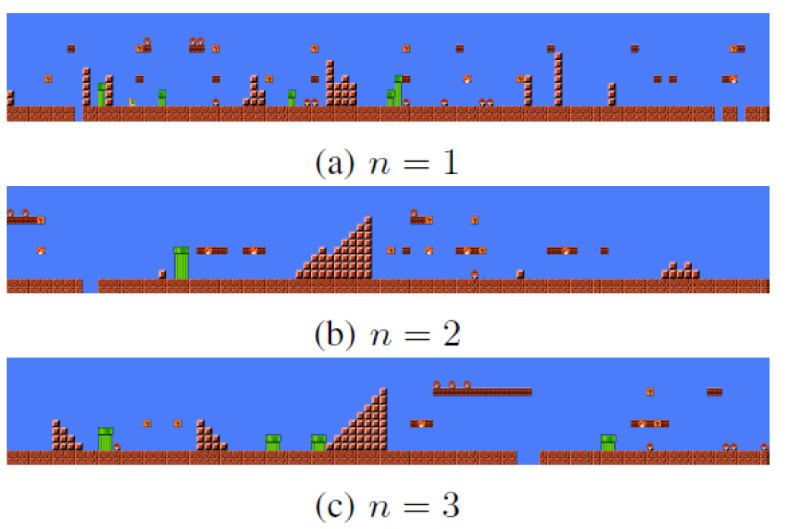 (a) n = 1
(b) n = 2
(c) n = 3